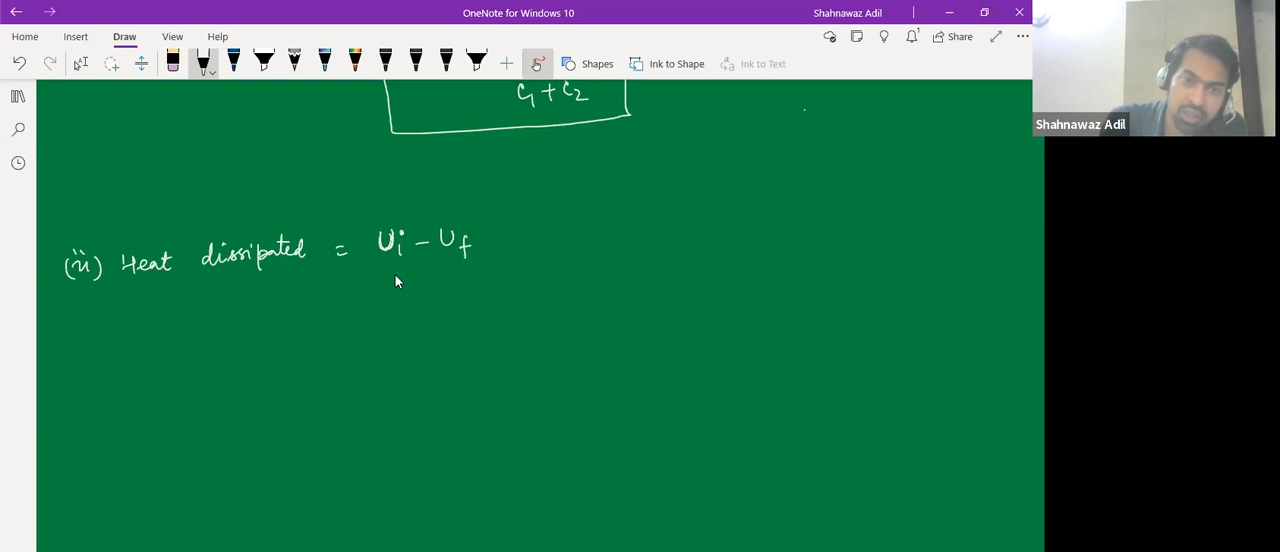 OneNote for Windows 10
Shahnawaz Adil
Home Insert Draw View Help
Share
Shapes
Ink to Shape
Ink to Text
Shahnawaz Adil
C₁ + C₂
(ii) Heat dissipated = Uᵢ - U_f